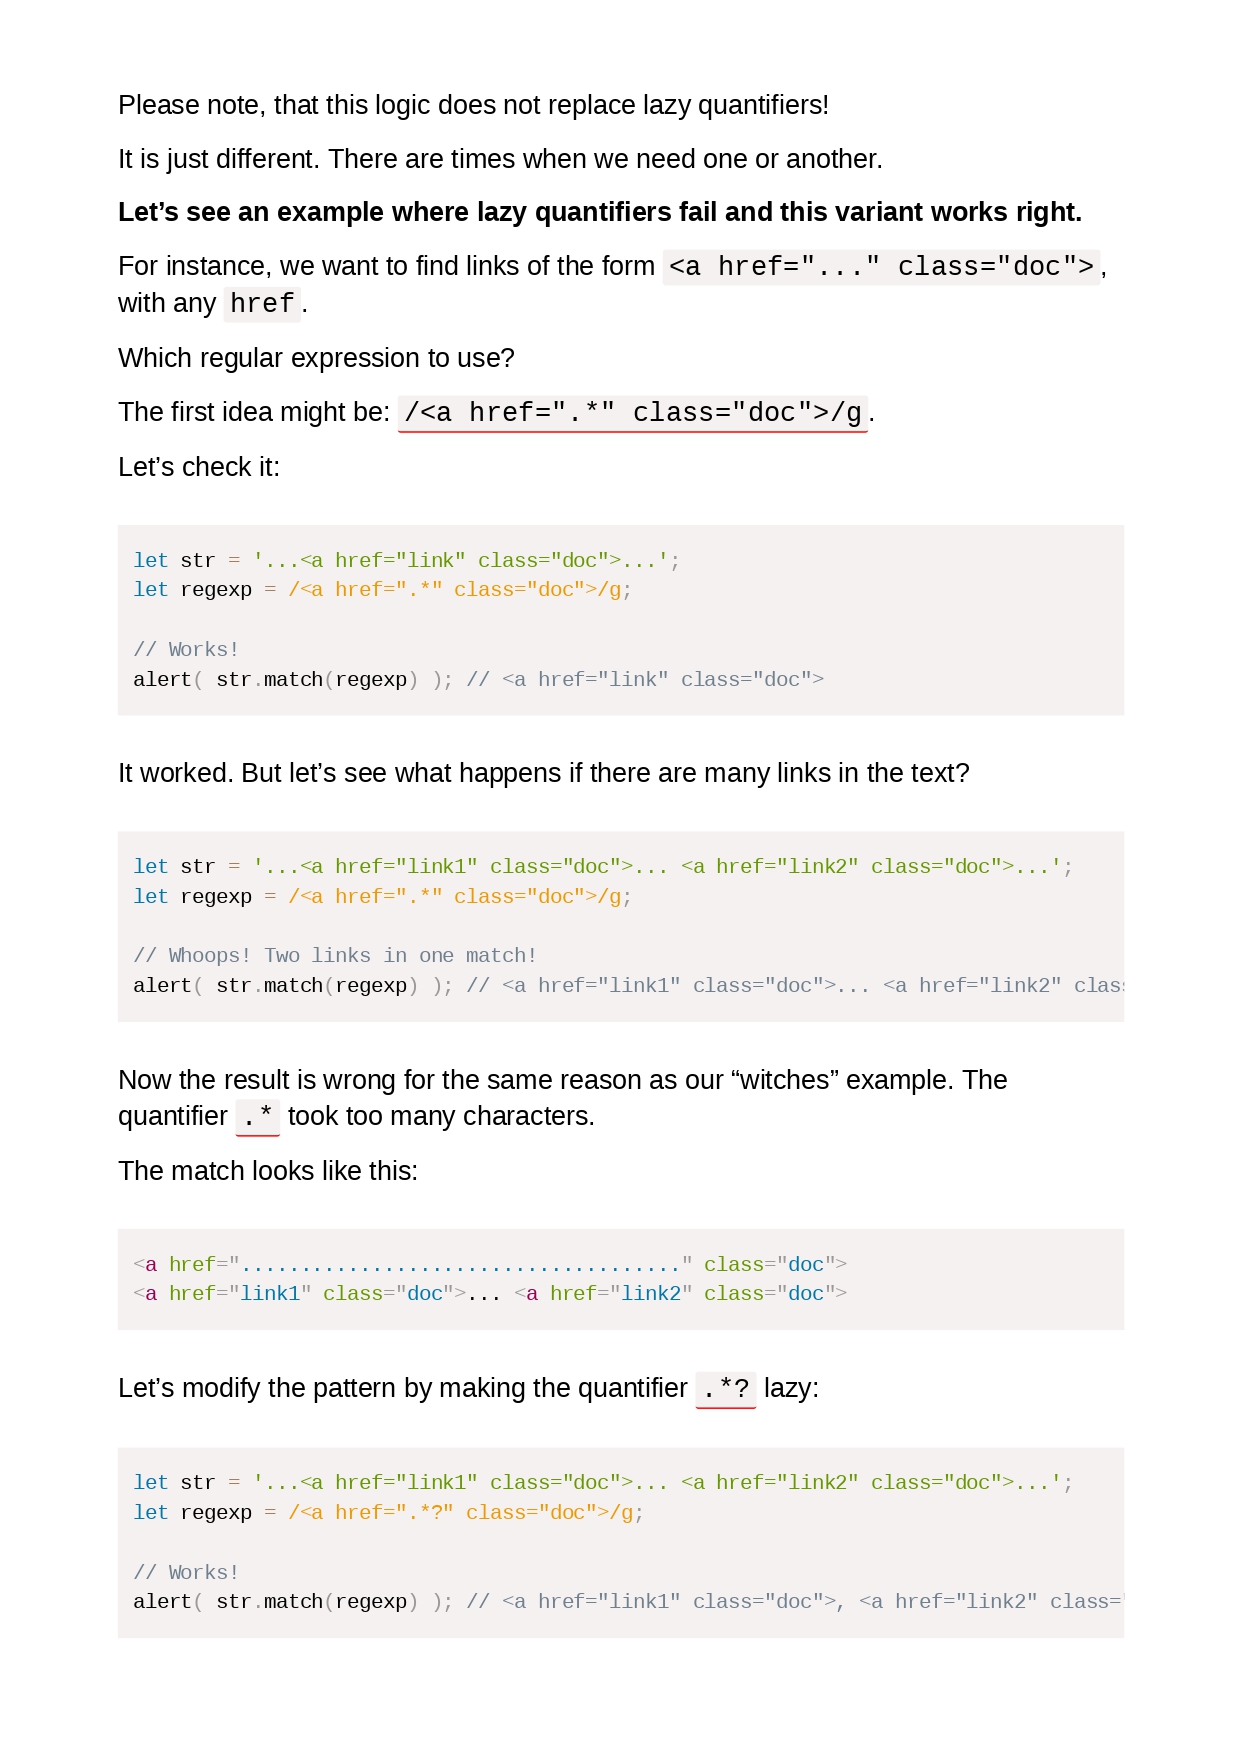 Please note, that this logic does not replace lazy quantifiers!
It is just different. There are times when we need one or another.
Let’s see an example where lazy quantifiers fail and this variant works right.
For instance, we want to find links of the form <a href="..." class="doc">,
with any href.
Which regular expression to use?
The first idea might be: /<a href=".*" class="doc">/g.
Let’s check it:
let str = '...<a href="link" class="doc">...';
let regexp = /<a href=".*" class="doc">/g;
// Works!
alert( str.match(regexp) ); // <a href="link" class="doc">
It worked. But let’s see what happens if there are many links in the text?
let str = '...<a href="link1" class="doc">... <a href="link2" class="doc">...';
let regexp = /<a href=".*" class="doc">/g;
// Whoops! Two links in one match!
alert( str.match(regexp) ); // <a href="link1" class="doc">... <a href="link2" clas
Now the result is wrong for the same reason as our “witches” example. The
quantifier .* took too many characters.
The match looks like this:
<a href="....................................." class="doc">
<a href="link1" class="doc">... <a href="link2" class="doc">
Let’s modify the pattern by making the quantifier .*? lazy:
let str = '...<a href="link1" class="doc">... <a href="link2" class="doc">...';
let regexp = /<a href=".*?" class="doc">/g;
// Works!
alert( str.match(regexp) ); // <a href="link1" class="doc">, <a href="link2" class=